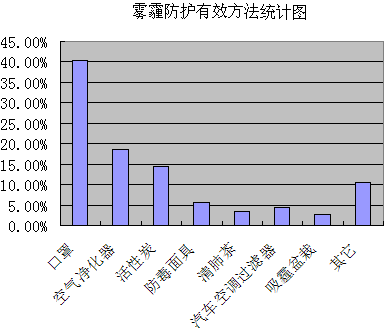 雾霾防护有效方法统计图
45.00%
40.00%
35.00%
30.00%
25.00%
20.00%
15.00%
10.00%
5.00%
0.00%
口罩
空气净化器
活性炭
防毒面具
清肺茶
汽车空调过滤器
吸霾盆栽
其它